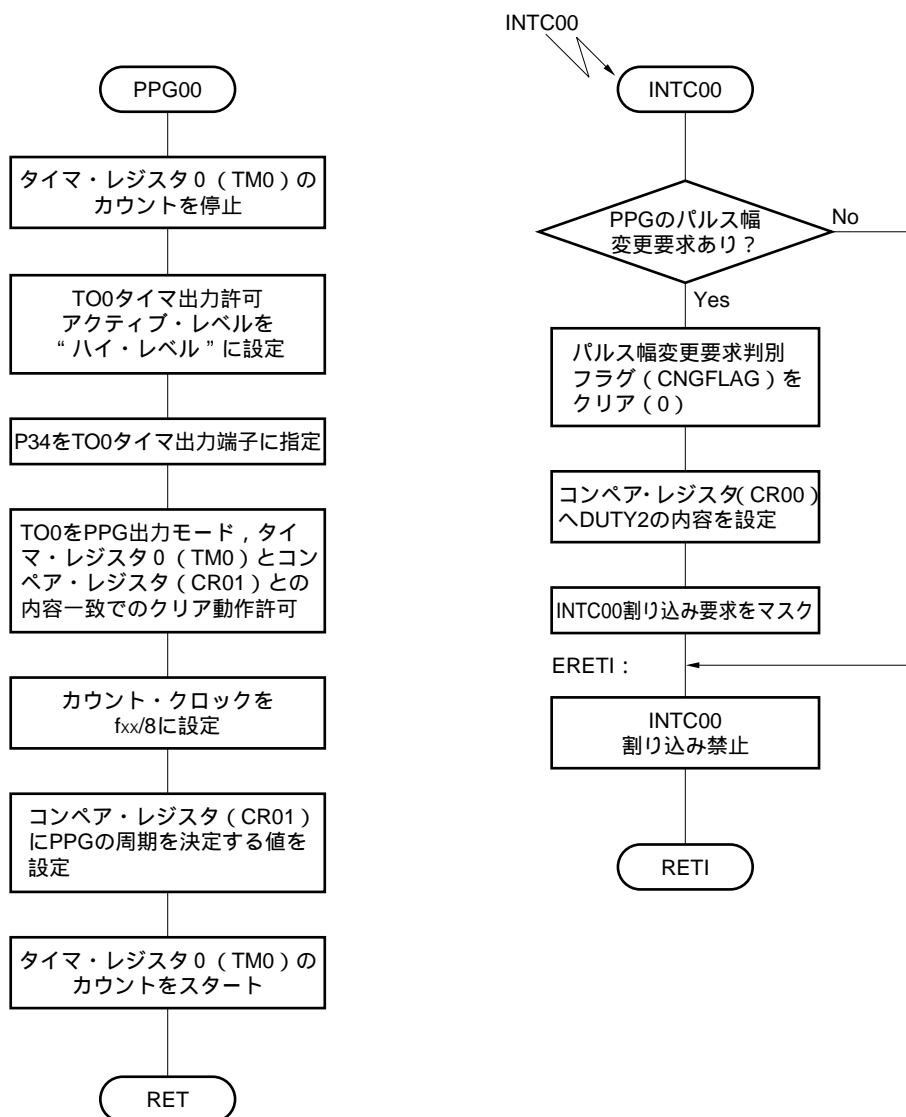 PPG00
タイマ・レジスタ０（TM0）の
カウントを停止
TO0タイマ出力許可
アクティブ・レベルを
“ハイ・レベル”に設定
P34をTO0タイマ出力端子に指定
TO0をPPG出力モード，タイ
マ・レジスタ０（TM0）とコン
ペア・レジスタ（CR01）との
内容一致でのクリア動作許可
カウント・クロックを
fxx/8に設定
コンペア・レジスタ（CR01）
にPPGの周期を決定する値を
設定
タイマ・レジスタ０（TM0）の
カウントをスタート
RET
INTC00
INTC00
PPGのパルス幅
変更要求あり？
No
Yes
パルス幅変更要求判別
フラグ（CNGFLAG）を
クリア（0）
コンペア・レジスタ（CR00）
へDUTY2の内容を設定
INTC00割り込み要求をマスク
ERETI：
INTC00
割り込み禁止
RETI